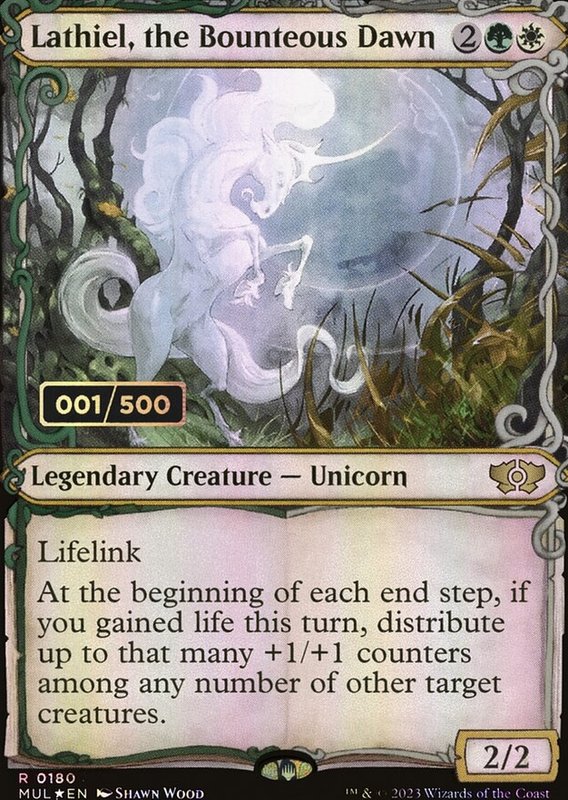 Lathiel, the Bounteous Dawn 2
001/500
Legendary Creature — Unicorn
Lifelink
At the beginning of each end step, if
you gained life this turn, distribute
up to that many +1/+1 counters
among any number of other target
creatures.
2/2
R 0180
MUL★EN Shawn Wood
™ & © 2023 Wizards of the Coast